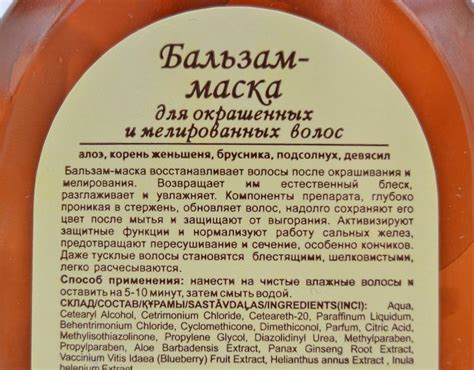 Бальзам-
маска
для окрашенных
и мелированных волос
алоэ, корень женьшеня, брусника, подсолнух, девясил
Бальзам-маска восстанавливает волосы после окрашивания и
мелирования. Возвращает им естественный блеск,
разглаживает и увлажняет. Компоненты препарата, глубоко
проникая в стержень, обновляет волос, надолго сохраняют его
цвет после мытья и защищают от выгорания. Активизируют
защитные функции и нормализуют работу сальных желез,
предотвращают пересушивание и сечение, особенно кончиков.
Даже тусклые волосы становятся блестящими, шелковистыми,
легко расчесываются.
Способ применения: нанести на чистые влажные волосы и
оставить на 5-10 минут, затем смыть водой.
СКЛАД/СОСТАВ/ҚҰРАМЫ/SASTĀVDAĻAS/INGREDIENTS(INCI): Aqua,
Cetearyl Alcohol, Cetrimonium Chloride, Ceteareth-20, Paraffinum Liquidum,
Behentrimonium Chloride, Cyclomethicone, Dimethiconol, Parfum, Citric Acid,
Methylisothiazolinone, Propylene Glycol, Diazolidinyl Urea, Methylparaben,
Propylparaben, Aloe Barbadensis Extract, Panax Ginseng Root Extract,
Vaccinium Vitis Idaea (Blueberry) Fruit Extract, Helianthus annus Extract, Inula
helenium Extract